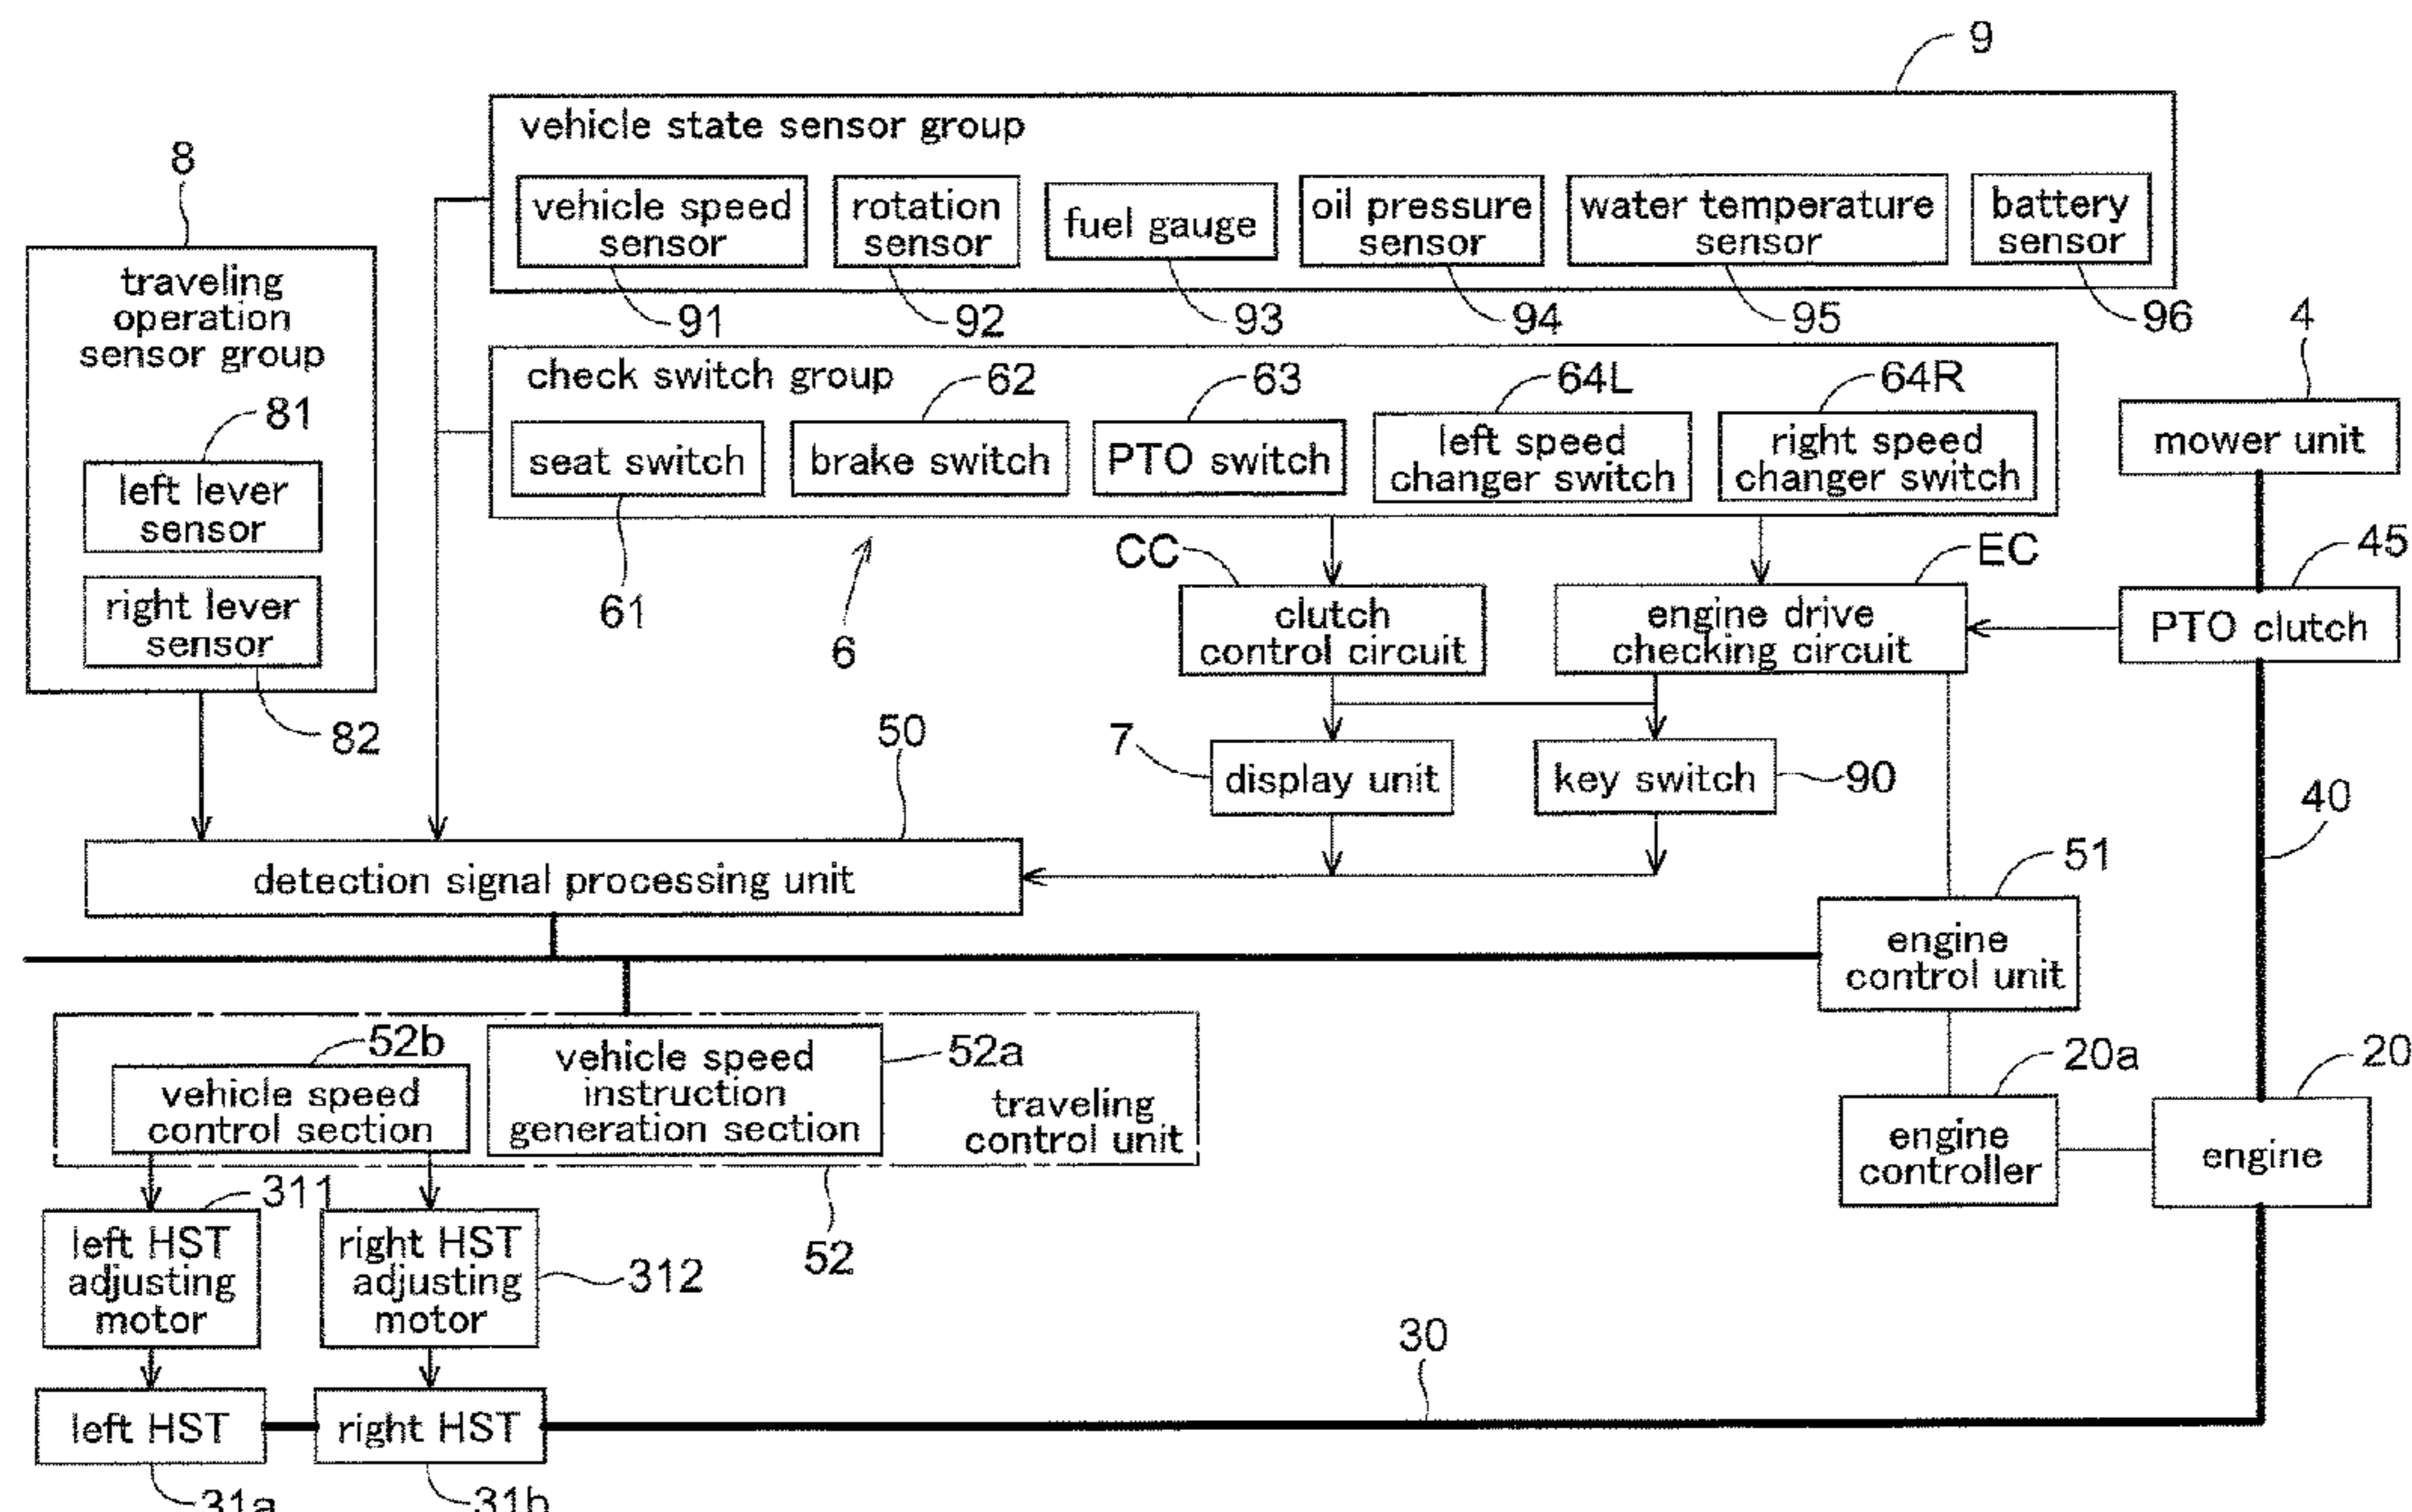 9
vehicle state sensor group
8
vehicle speed
sensor
rotation
sensor
fuel gauge
oil pressure
sensor
water temperature
sensor
battery
sensor
91
92
93
94
95
96
traveling
operation
sensor group
4
check switch group
62
63
64L
64R
81
seat switch
brake switch
PTO switch
left speed
changer switch
right speed
changer switch
mower unit
left lever
sensor
61
6
CC
EC
45
right lever
sensor
clutch
control circuit
engine drive
checking circuit
PTO clutch
82
50
7
display unit
key switch
90
40
detection signal processing unit
51
engine
control unit
52b
vehicle speed
control section
vehicle speed
instruction
generation section
52a
traveling
control unit
20a
20
engine
controller
engine
311
left HST
adjusting
motor
right HST
adjusting
motor
312
52
30
left HST
right HST
31a
31b